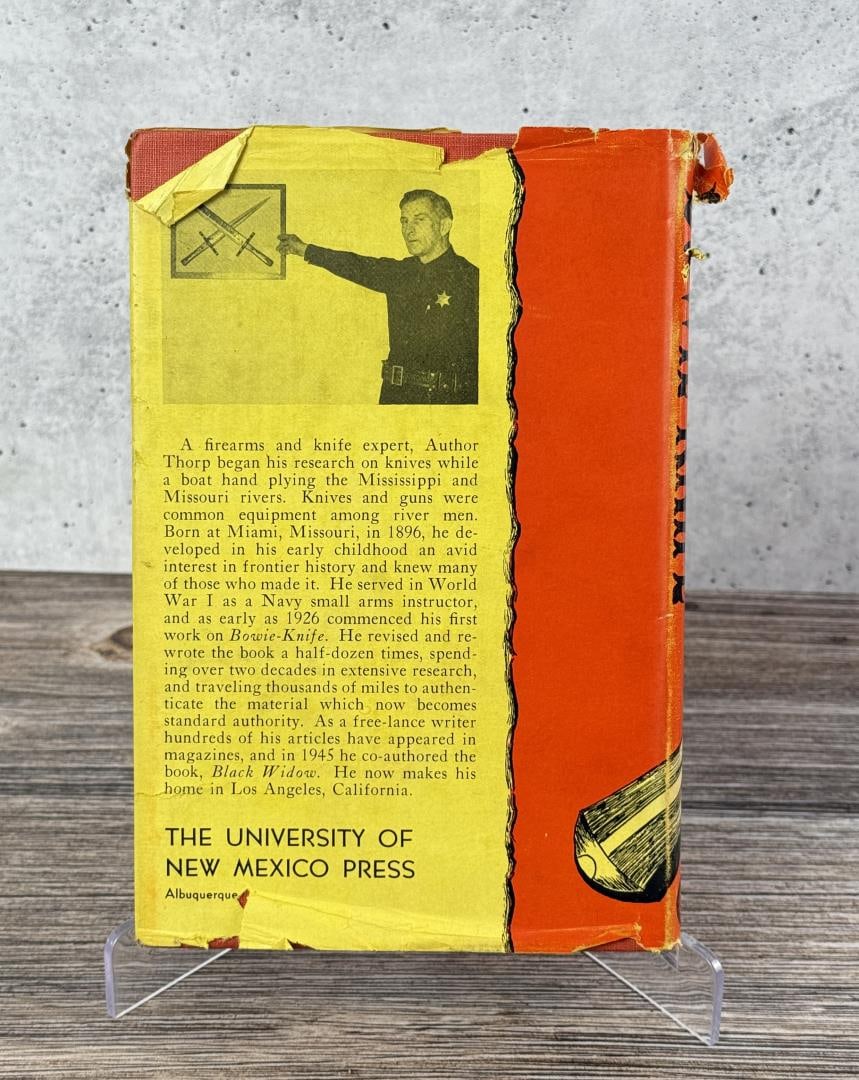 A firearms and knife expert, Author
Thorp began his research on knives while
a boat hand plying the Mississippi and
Missouri rivers. Knives and guns were
common equipment among river men.
Born at Miami, Missouri, in 1896, he de-
veloped in his early childhood an avid
interest in frontier history and knew many
of those who made it. He served in World
War I as a Navy small arms instructor,
and as early as 1926 commenced his first
work on Bowie-Knife. He revised and re-
wrote the book a half-dozen times, spend-
ing over two decades in extensive research,
and traveling thousands of miles to authen-
ticate the material which now becomes
standard authority. As a free-lance writer
hundreds of his articles have appeared in
magazines, and in 1945 he co-authored the
book, Black Widow. He now makes his
home in Los Angeles, California.
THE UNIVERSITY OF
NEW MEXICO PRESS
Albuquerque